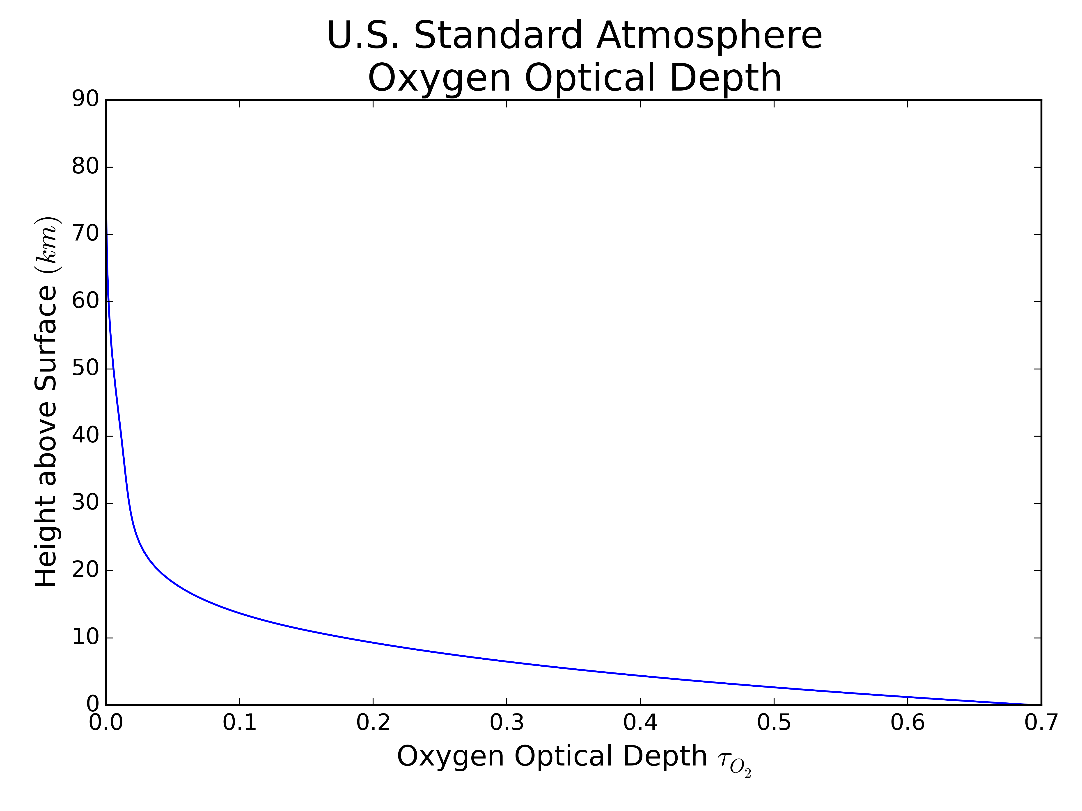 U.S. Standard Atmosphere
Oxygen Optical Depth
Height above Surface (km)
90
80
70
60
50
40
30
20
10
0
0.0 0.1 0.2 0.3 0.4 0.5 0.6 0.7
Oxygen Optical Depth τ_{O_2}